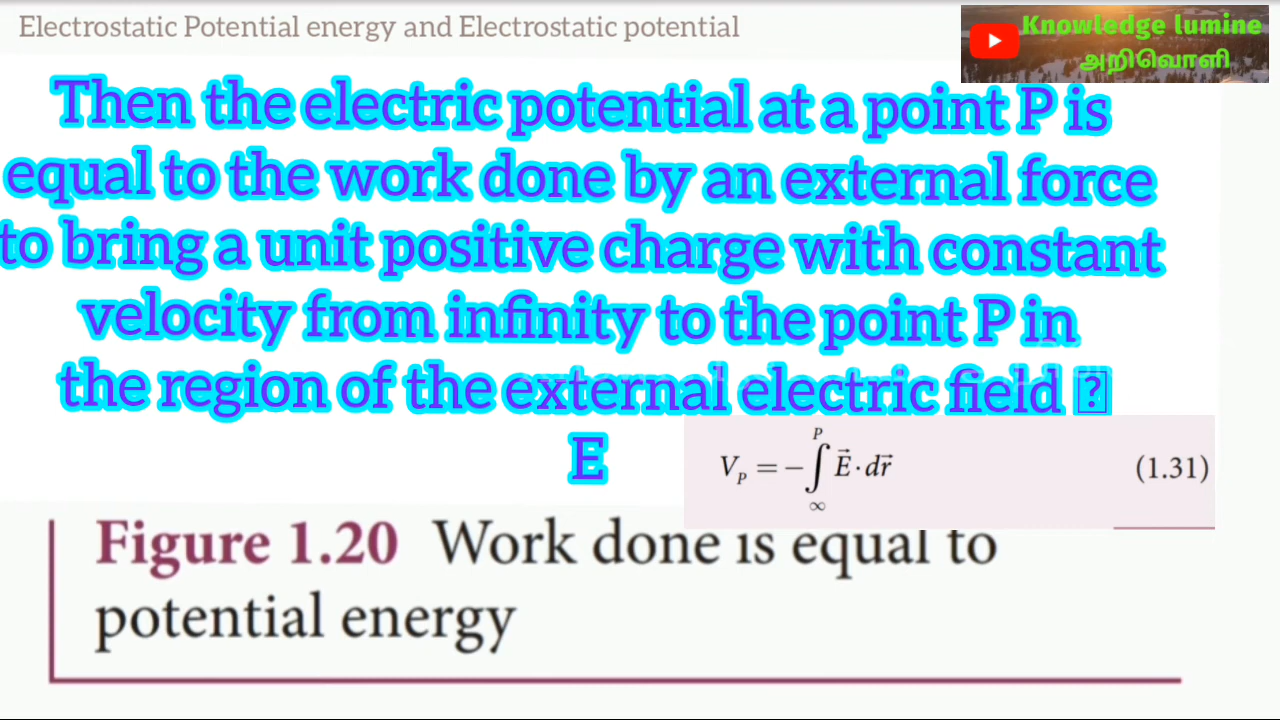 Electrostatic Potential energy and Electrostatic potential
Knowledge lumine
அறிவொளி
Then the electric potential at a point P is
equal to the work done by an external force
to bring a unit positive charge with constant
velocity from infinity to the point P in
the region of the external electric field ?
E
V_P = -∫_∞^P E⃗ · dr⃗ (1.31)
Figure 1.20 Work done is equal to
potential energy